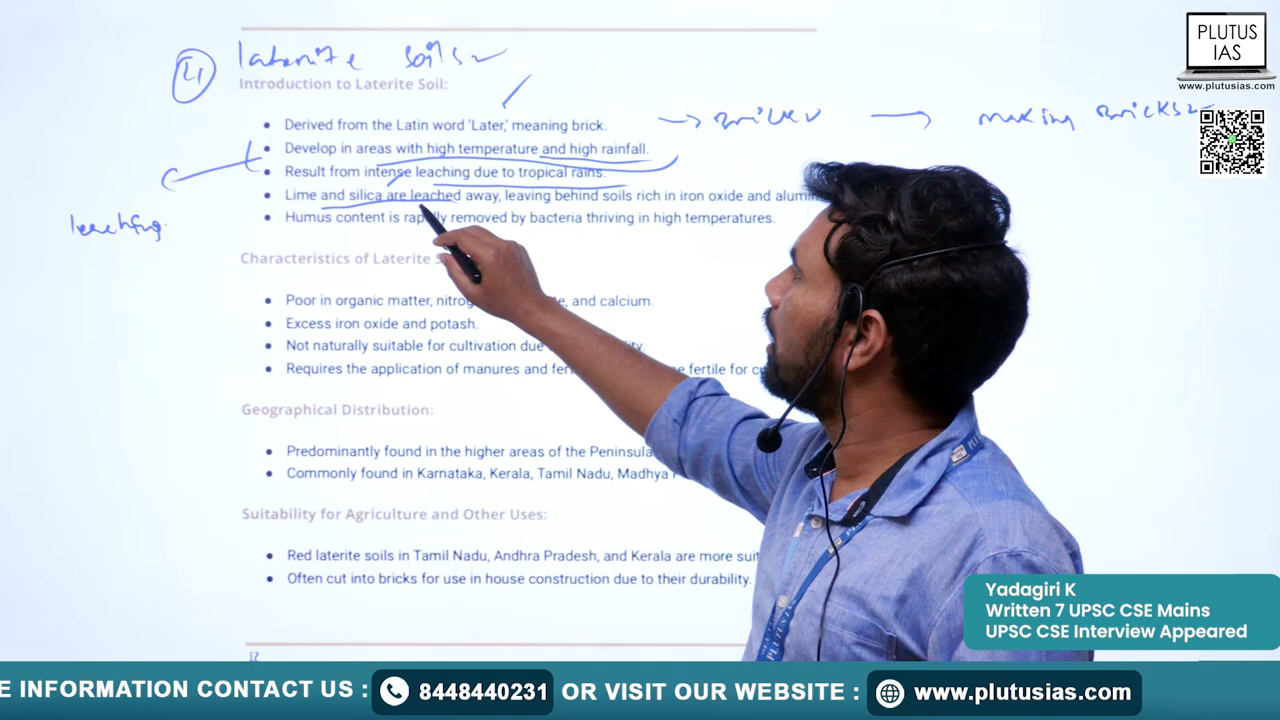 4 laterite soils
PLUTUS
IAS
www.plutusias.com
Introduction to Laterite Soil:
Derived from the Latin word 'Later,' meaning brick.
→ Brick → making Bricks
Develop in areas with high temperature and high rainfall.
Result from intense leaching due to tropical rains.
Lime and silica are leached away, leaving behind soils rich in iron oxide and
leaching
Humus content is rapidly removed by bacteria thriving in high temperatures.
Characteristics of Laterite
Poor in organic matter, and calcium.
Excess iron oxide and potash.
Not naturally suitable for cultivation due
Requires the application of manures and fertile for
Geographical Distribution:
Predominantly found in the higher areas of the
Commonly found in Karnataka, Kerala, Tamil Nadu, Madhya
Suitability for Agriculture and Other Uses:
Red laterite soils in Tamil Nadu, Andhra Pradesh, and Kerala are more
Often cut into bricks for use in house construction due to their durability.
12
Yadagiri K
Written 7 UPSC CSE Mains
UPSC CSE Interview Appeared
INFORMATION CONTACT US : 8448440231 OR VISIT OUR WEBSITE : www.plutusias.com